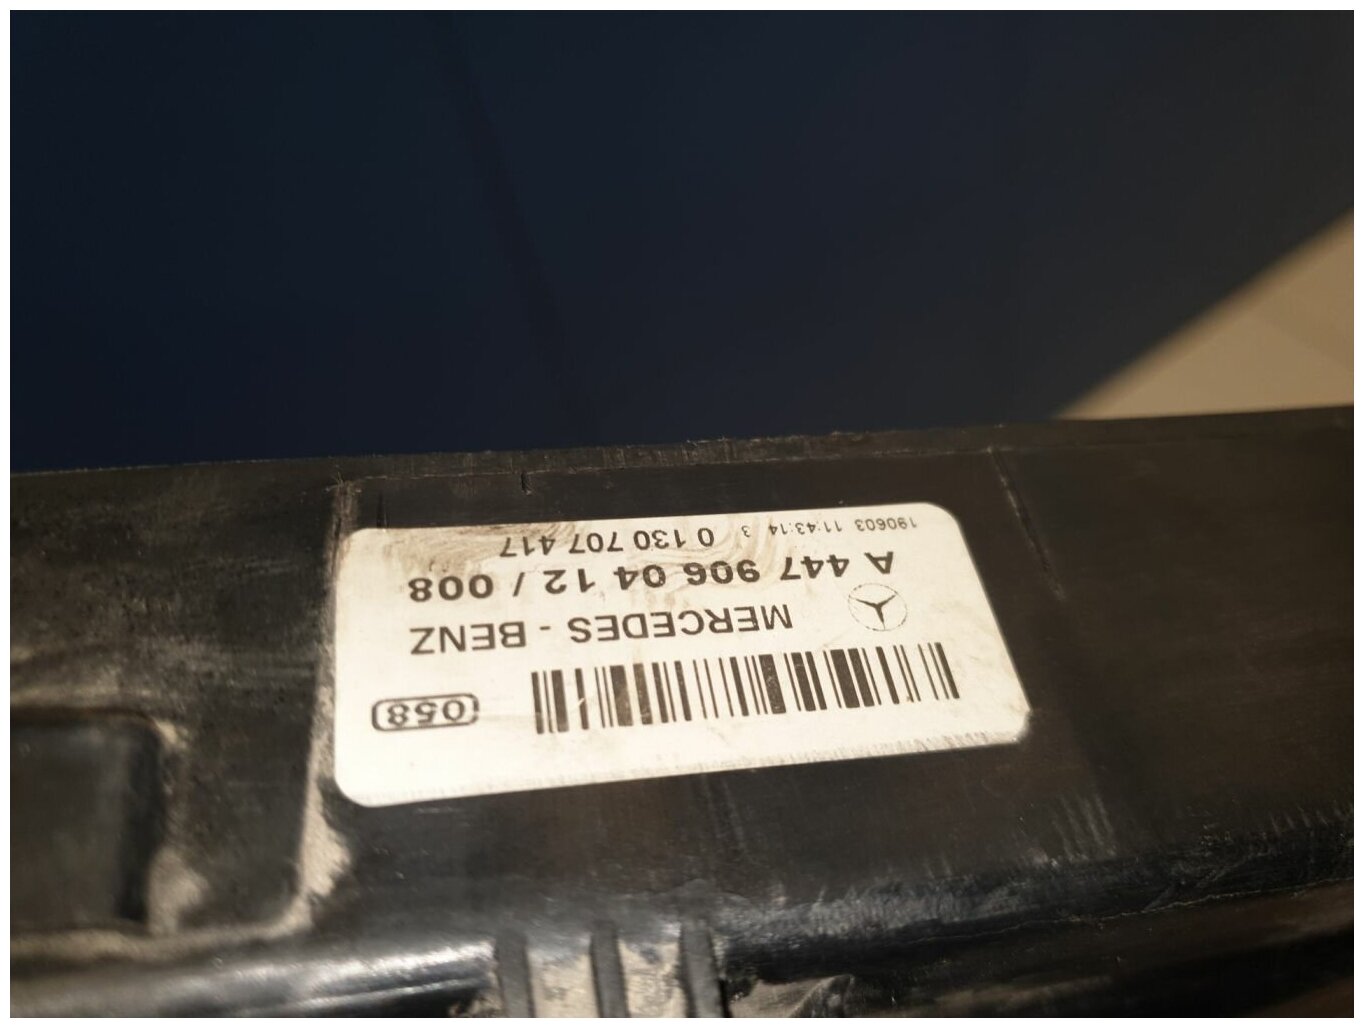 058
MERCEDES - BENZ
A 447 906 04 12 / 008
190603 11:43:14 3 0 130 707 417